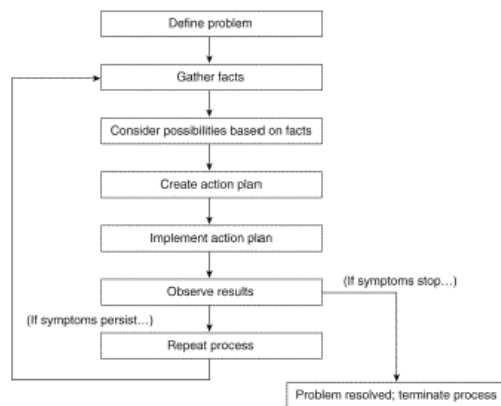 Define problem
Gather facts
Consider possibilities based on facts
Create action plan
Implement action plan
Observe results
(If symptoms stop...)
(If symptoms persist...)
Repeat process
Problem resolved; terminate process